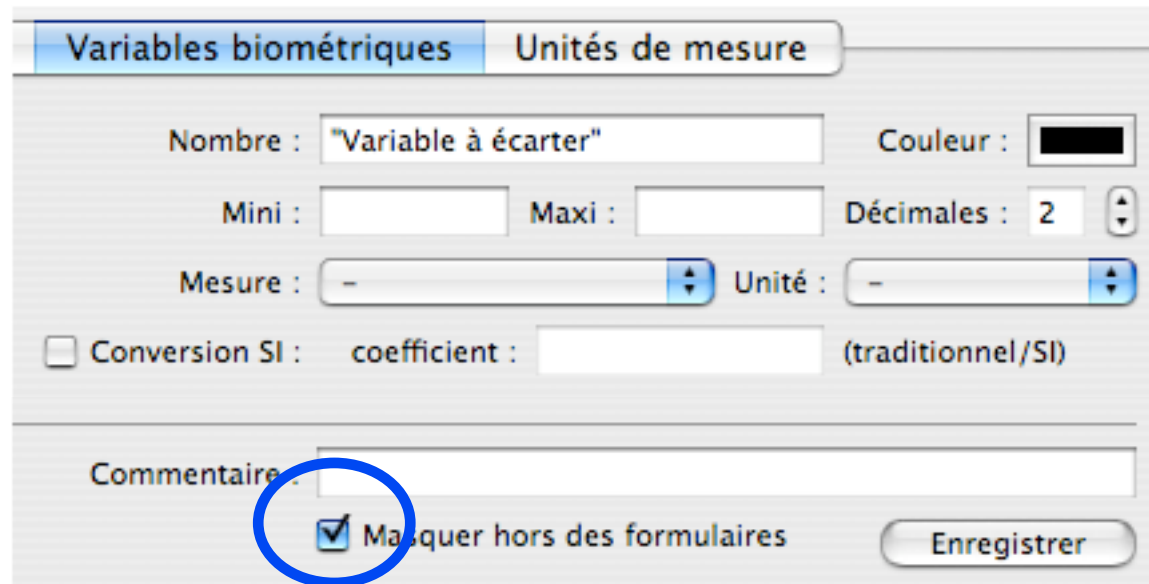 Variables biométriques Unités de mesure
Nombre : "Variable à écarter" Couleur :
Mini : Maxi : Décimales : 2
Mesure : – Unité : –
Conversion SI : coefficient : (traditionnel/SI)
Commentaire :
Masquer hors des formulaires Enregistrer